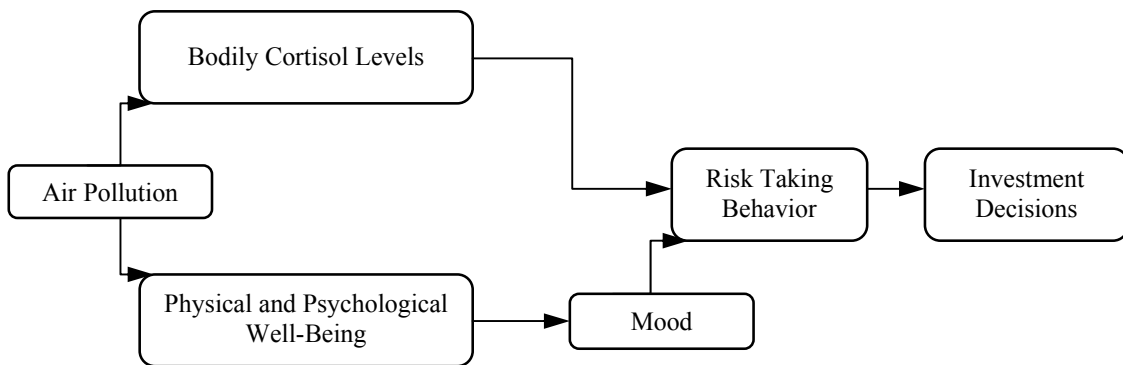 Bodily Cortisol Levels
Air Pollution
Risk Taking
Behavior
Investment
Decisions
Physical and Psychological
Well-Being
Mood